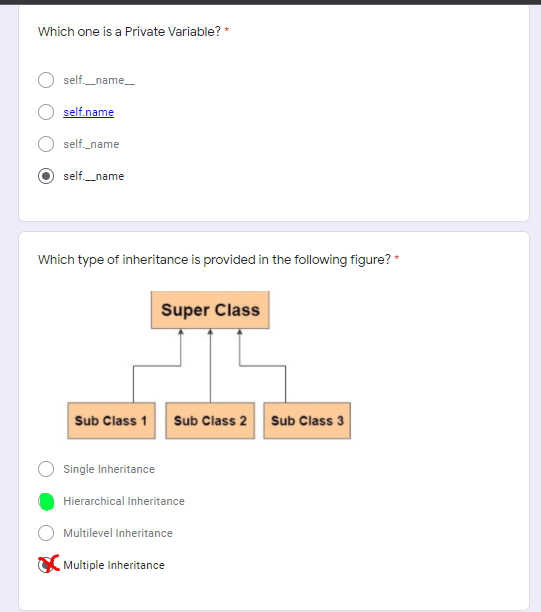 Which one is a Private Variable? *
self.__name__
self.name
self._name
self.__name
Which type of inheritance is provided in the following figure? *
Super Class
Sub Class 1 Sub Class 2 Sub Class 3
Single Inheritance
Hierarchical Inheritance
Multilevel Inheritance
Multiple Inheritance